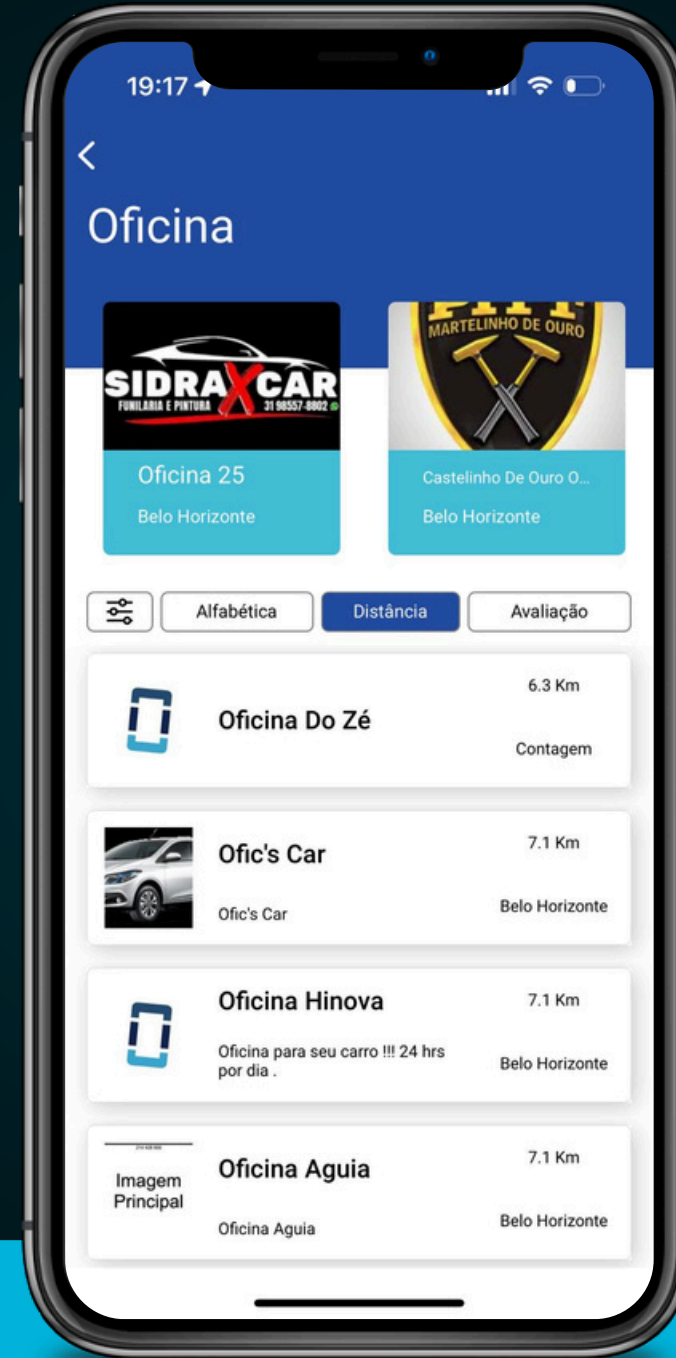 19:17
Oficina
SIDRAXCAR
FUNILARIA E PINTURA 31 98557-8802
MARTELINHO DE OURO
Oficina 25
Belo Horizonte
Castelinho De Ouro O...
Belo Horizonte
Alfabética Distância Avaliação
6.3 Km
Oficina Do Zé
Contagem
7.1 Km
Ofic's Car
Ofic's Car
Belo Horizonte
Oficina Hinova
7.1 Km
Oficina para seu carro !!! 24 hrs
por dia .
Belo Horizonte
7.1 Km
Imagem
Principal
Oficina Aguia
Oficina Aguia
Belo Horizonte